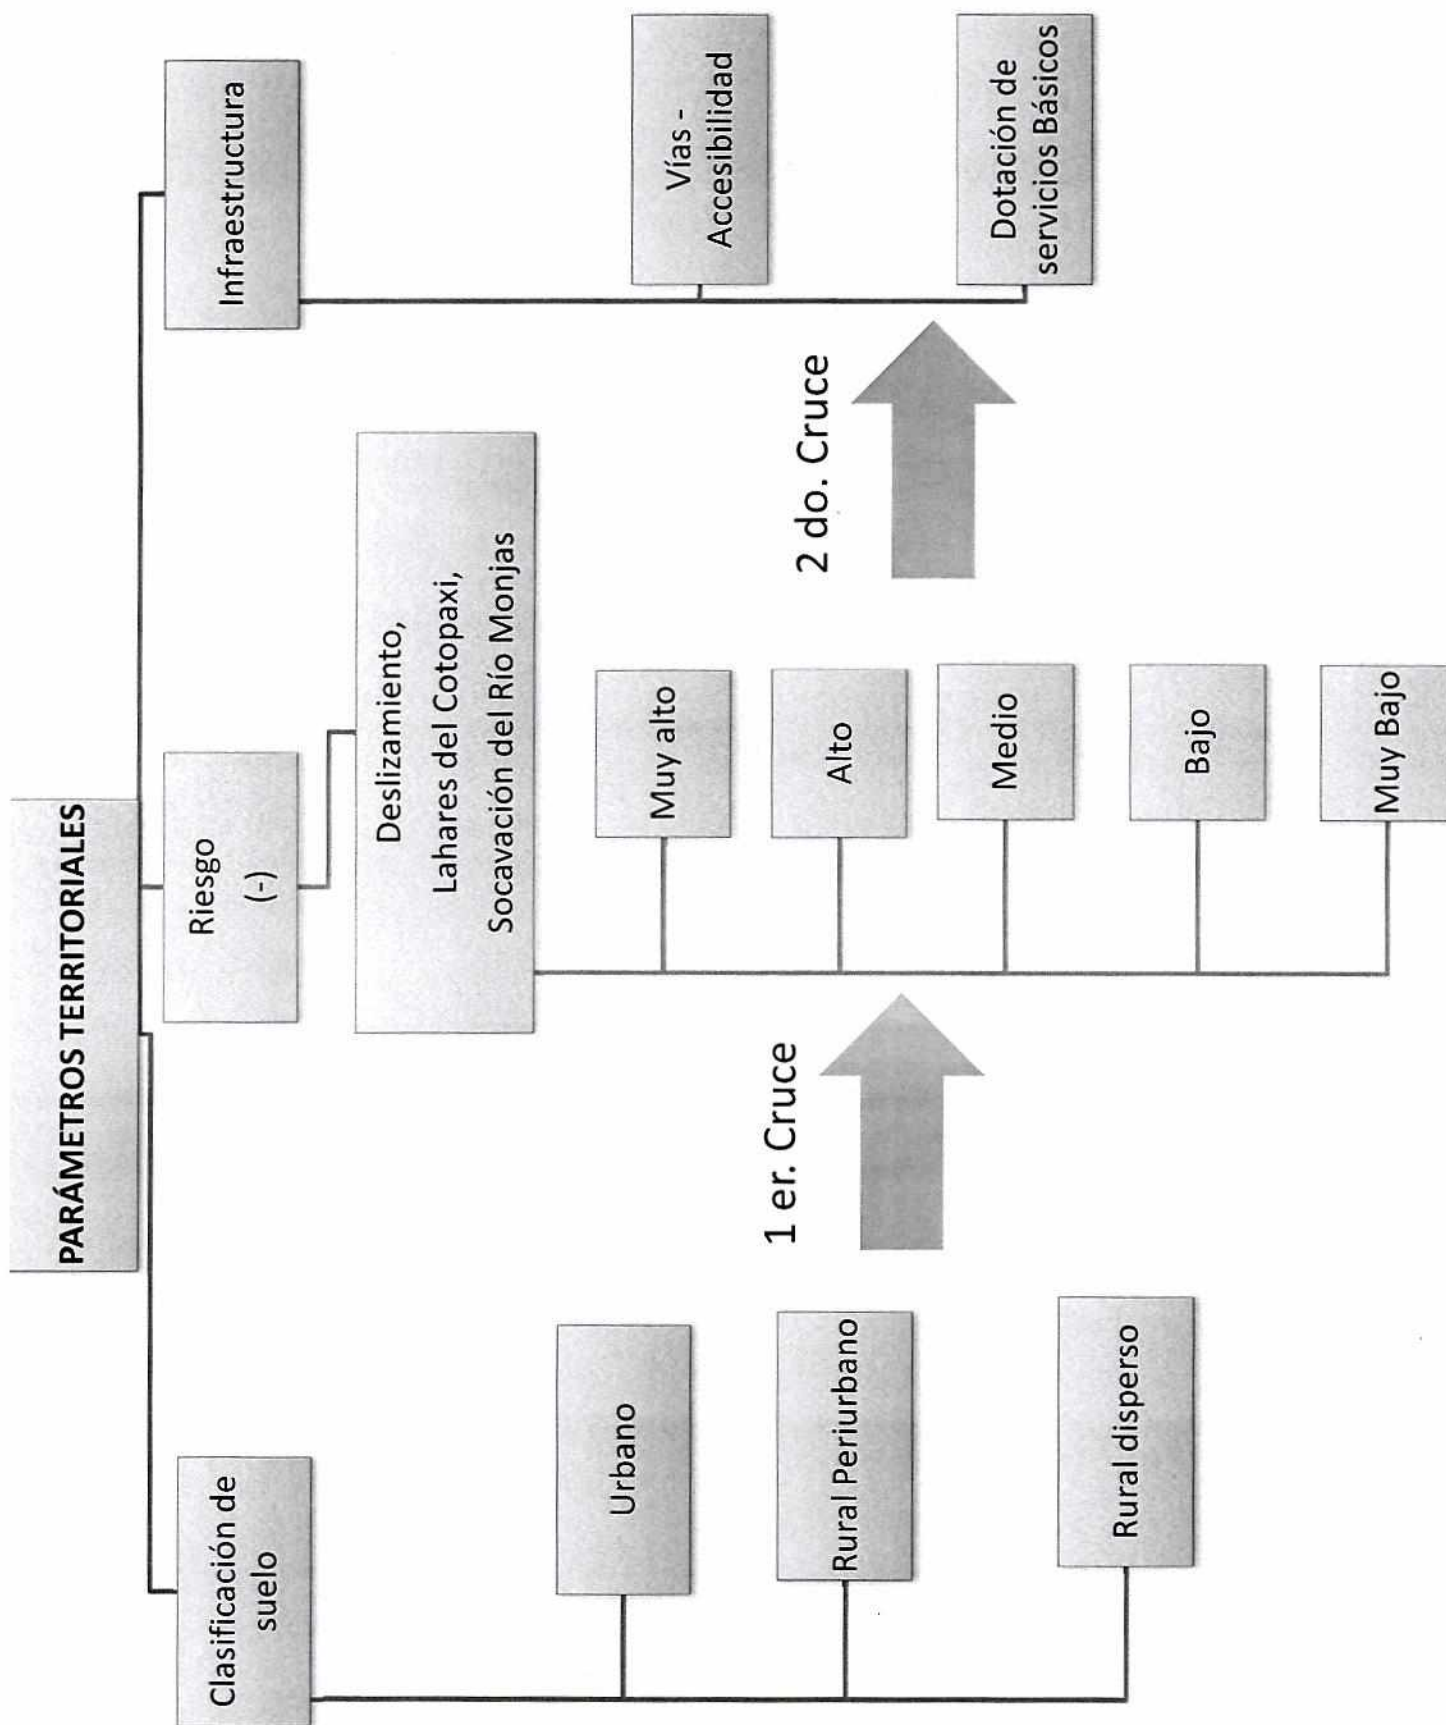 PARÁMETROS TERRITORIALES
Clasificación de
suelo
Urbano
Rural Periurbano
Rural disperso
1 er. Cruce
Riesgo
(-)
Deslizamiento,
Lahares del Cotopaxi,
Socavación del Río Monjas
Muy alto
Alto
Medio
Bajo
Muy Bajo
2 do. Cruce
Infraestructura
Vías -
Accesibilidad
Dotación de
servicios Básicos